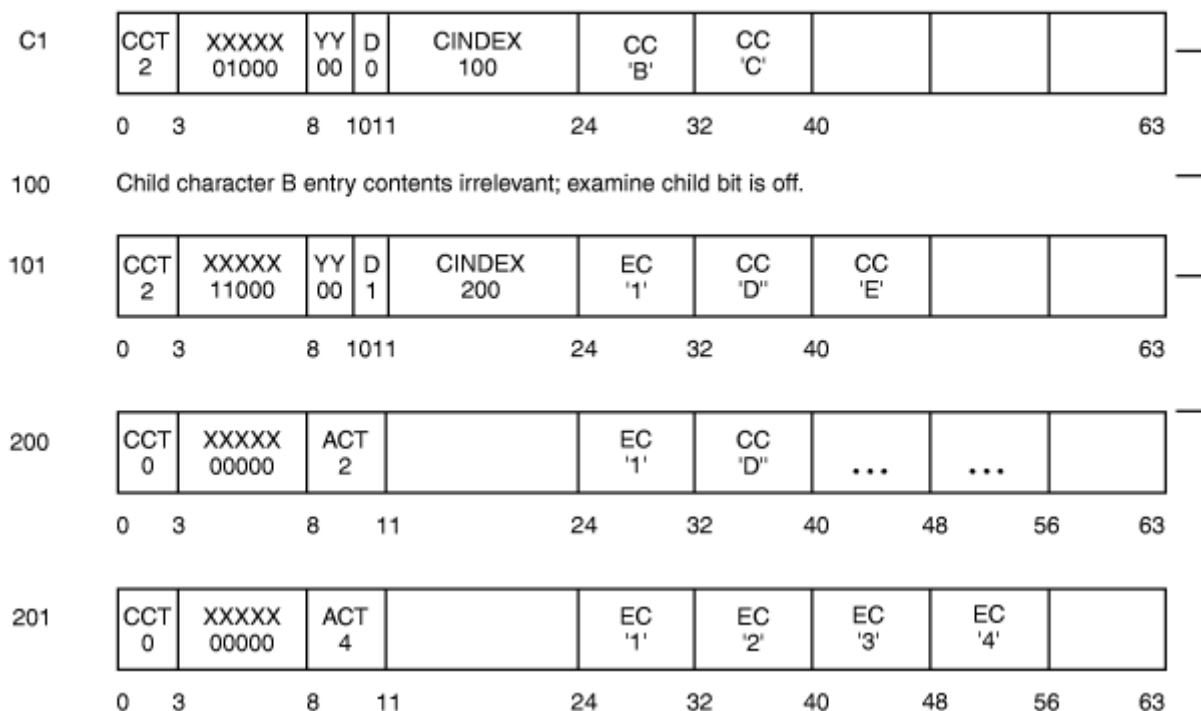 C1 CCT XXXXX YY D CINDEX CC CC
2 01000 00 0 100 'B' 'C'
0 3 8 1011 24 32 40 63
100 Child character B entry contents irrelevant; examine child bit is off.
101 CCT XXXXX YY D CINDEX EC CC CC
2 11000 00 1 200 '1' 'D'' 'E'
0 3 8 1011 24 32 40 63
200 CCT XXXXX ACT EC CC
0 00000 2 '1' 'D'' ... ...
0 3 8 11 24 32 40 48 56 63
201 CCT XXXXX ACT EC EC EC EC
0 00000 4 '1' '2' '3' '4'
0 3 8 11 24 32 40 48 56 63